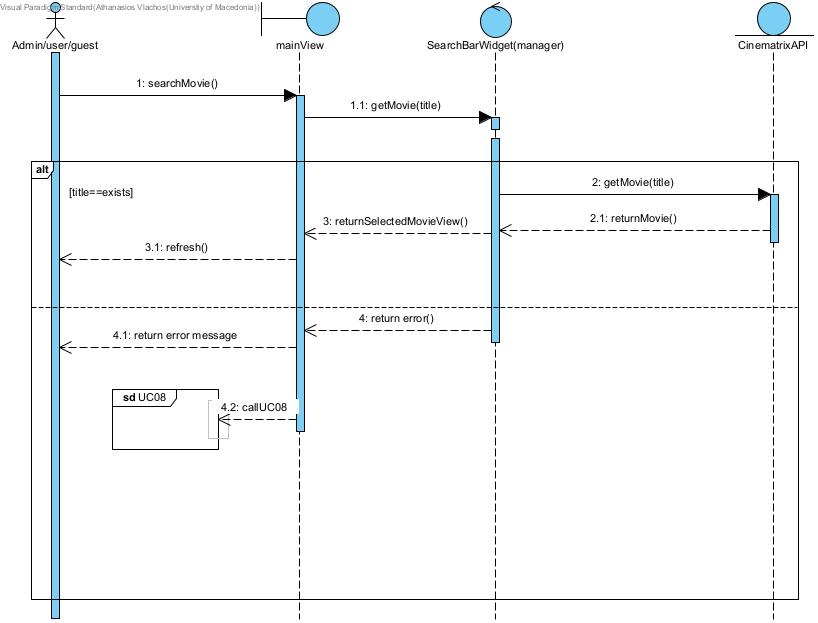 Visual Paradigm Standard(Athanasios Vlachos(University of Macedonia))
Admin/user/guest
mainView
SearchBarWidget(manager)
CinematrixAPI
1: searchMovie()
1.1: getMovie(title)
alt
[title==exists]
2: getMovie(title)
2.1: returnMovie()
3: returnSelectedMovieView()
3.1: refresh()
4: return error()
4.1: return error message
sd UC08
4.2: callUC08